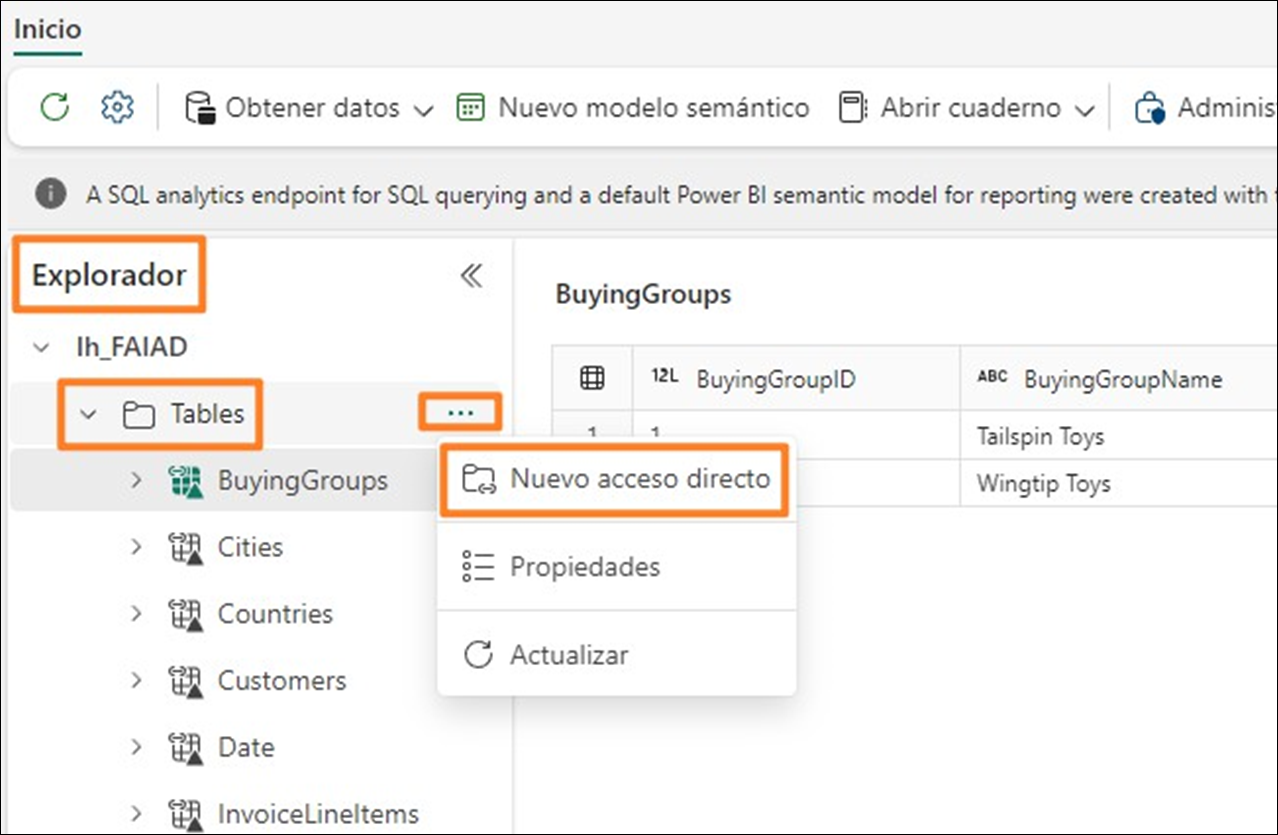 Inicio
Obtener datos Nuevo modelo semántico Abrir cuaderno Adminis
A SQL analytics endpoint for SQL querying and a default Power BI semantic model for reporting were created with t
Explorador
lh_FAIAD
Tables ...
BuyingGroups
Cities
Countries
Customers
Date
InvoiceLineItems
Nuevo acceso directo
Propiedades
Actualizar
BuyingGroups
12L BuyingGroupID ABC BuyingGroupName
1 1 Tailspin Toys
Wingtip Toys